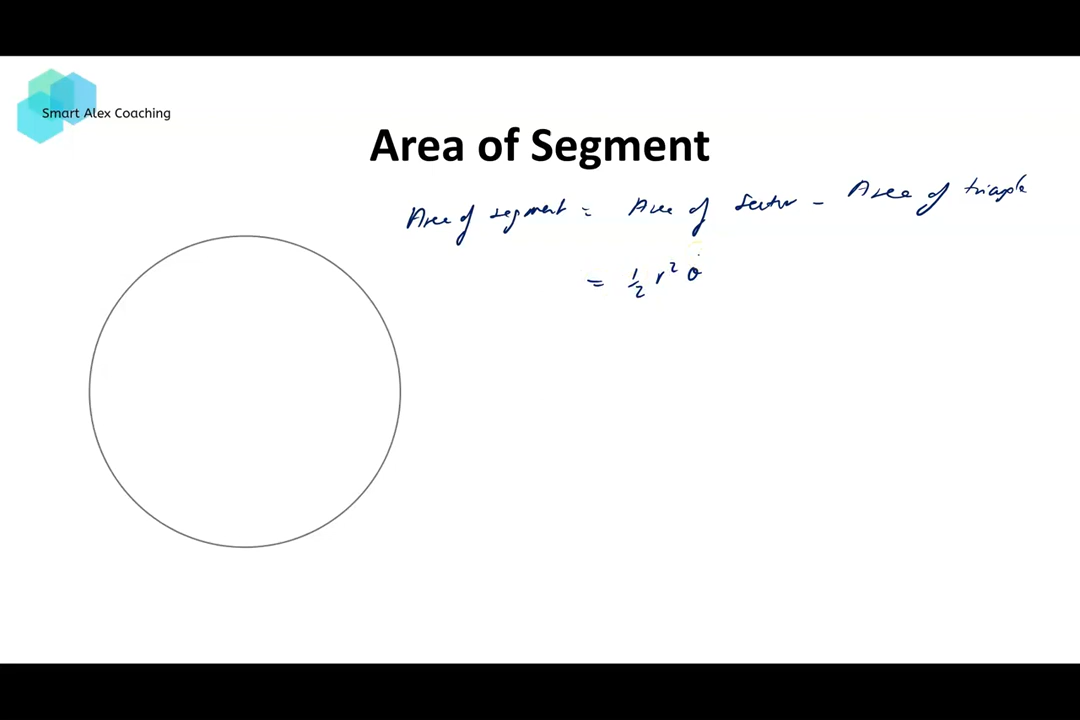 Smart Alex Coaching
Area of Segment
Area of segment = Area of Sector - Area of triangle
= 1/2 r² θ